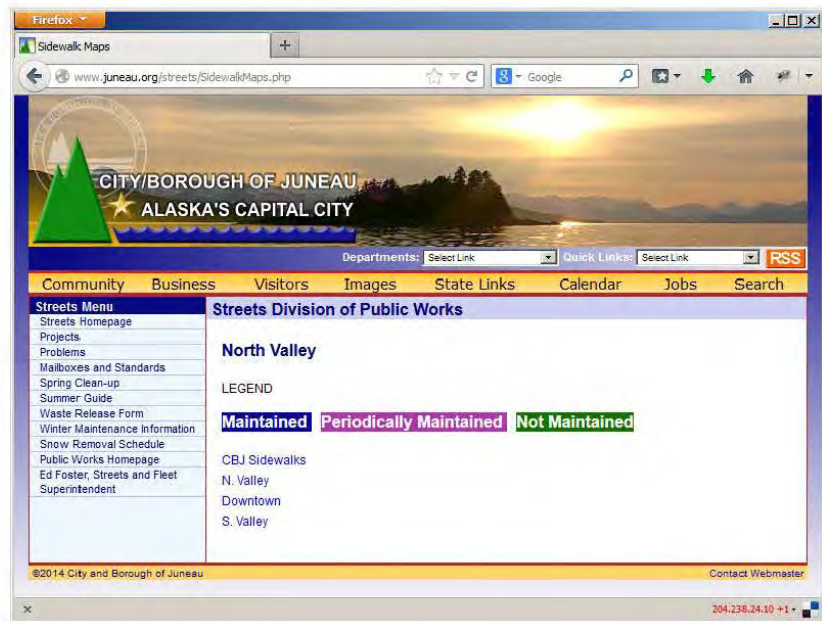 Firefox
Sidewalk Maps
www.juneau.org/streets/SidewalkMaps.php
Google
CITY/BOROUGH OF JUNEAU
ALASKA'S CAPITAL CITY
Departments: Select Link Quick Links: Select Link RSS
Community Business Visitors Images State Links Calendar Jobs Search
Streets Menu
Streets Homepage
Projects
Problems
Mailboxes and Standards
Spring Clean-up
Summer Guide
Waste Release Form
Winter Maintenance Information
Snow Removal Schedule
Public Works Homepage
Ed Foster, Streets and Fleet
Superintendent
Streets Division of Public Works
North Valley
LEGEND
Maintained Periodically Maintained Not Maintained
CBJ Sidewalks
N. Valley
Downtown
S. Valley
©2014 City and Borough of Juneau Contact Webmaster
204.238.24.10 +1